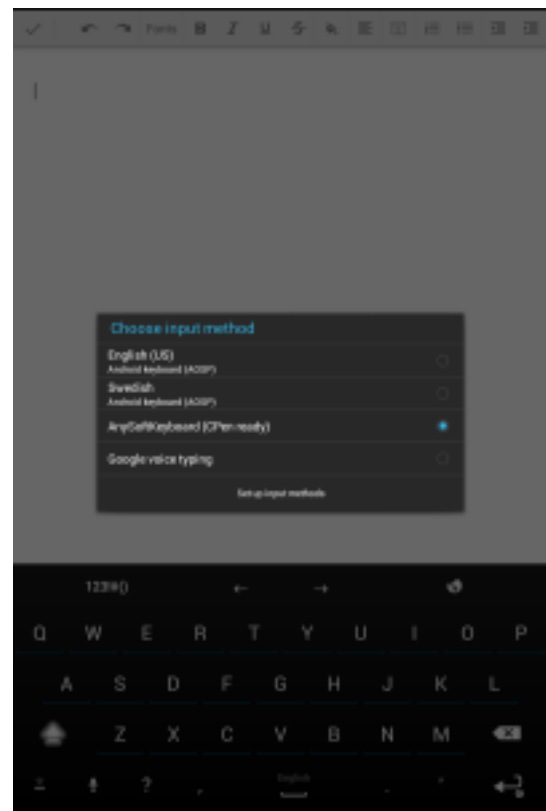 Fonts B I U S
Choose input method
English (US)
Android keyboard (AOSP)
Swedish
Android keyboard (AOSP)
AnySoftKeyboard (CPen ready)
Google voice typing
Set up input methods
123!#() ← →
Q W E R T Y U I O P
A S D F G H J K L
Z X C V B N M
? , English . '